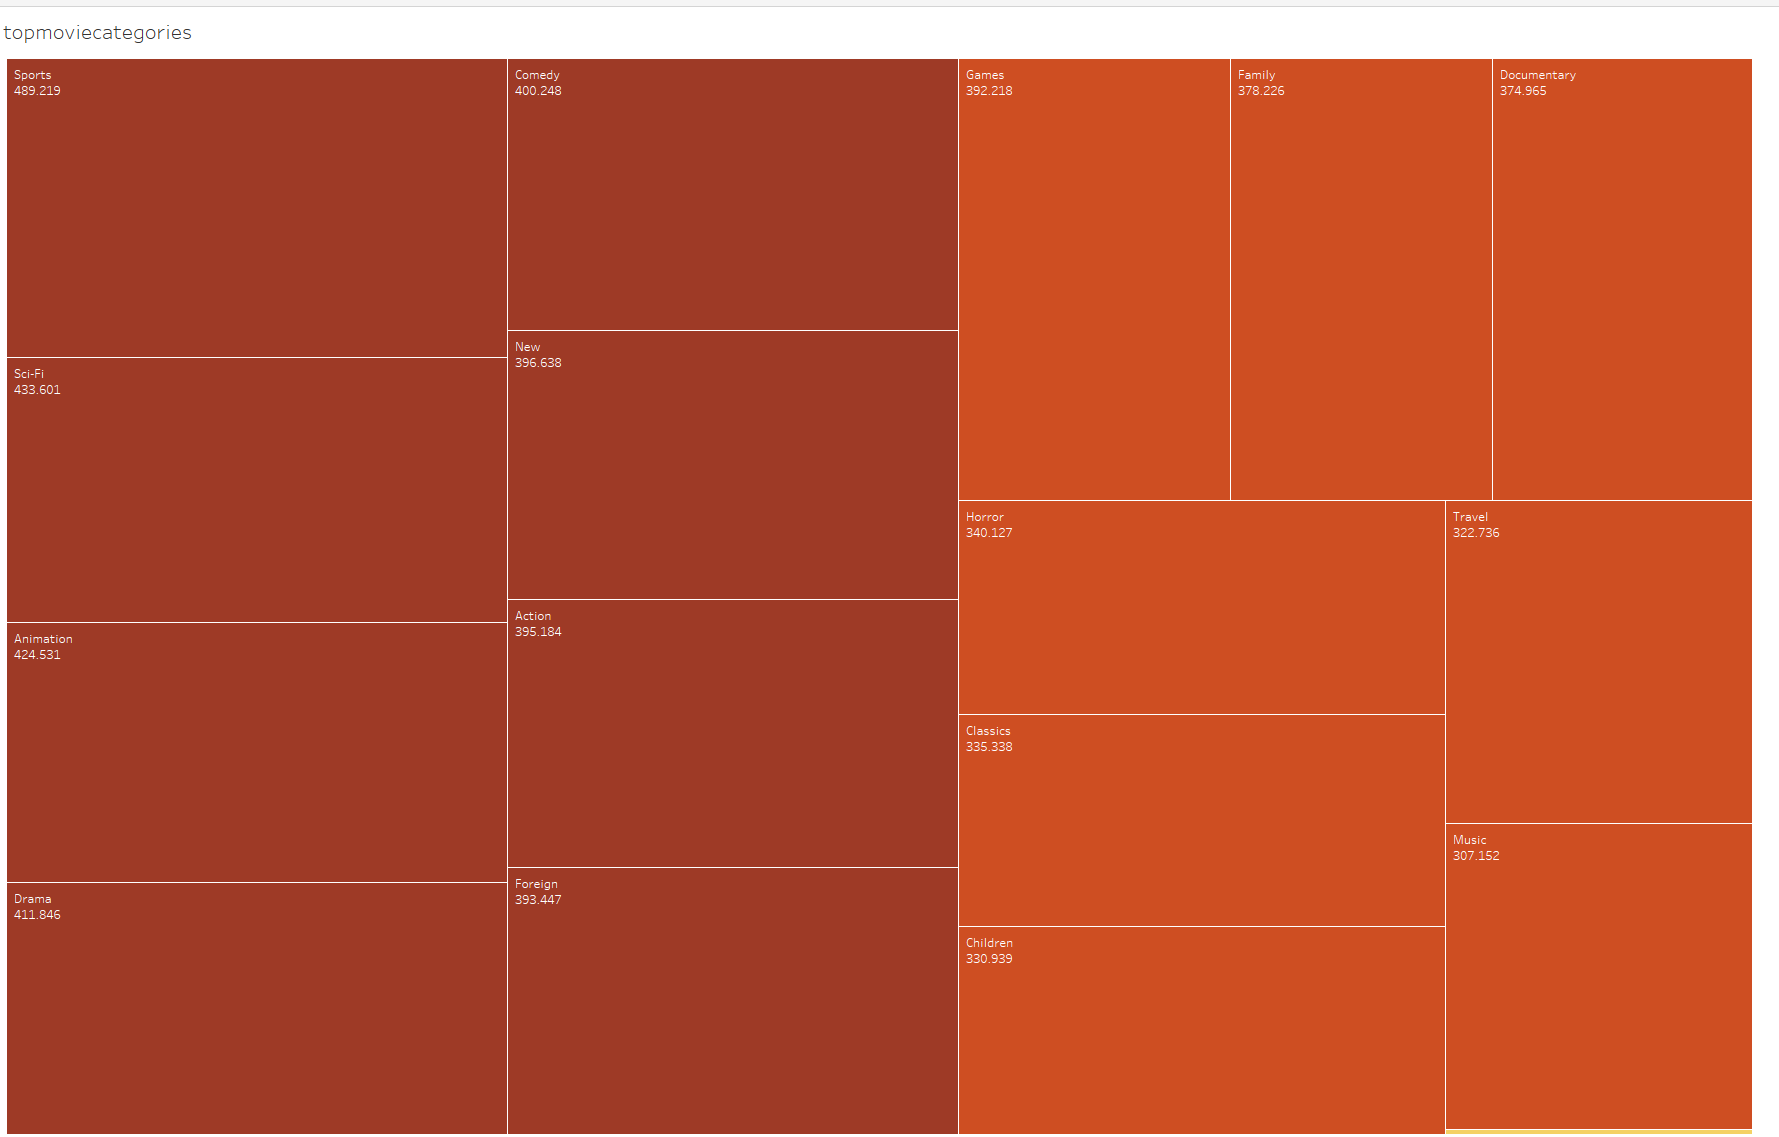 topmoviecategories
Sports
489.219
Sci-Fi
433.601
Animation
424.531
Drama
411.846
Comedy
400.248
New
396.638
Action
395.184
Foreign
393.447
Games
392.218
Family
378.226
Documentary
374.965
Horror
340.127
Classics
335.338
Children
330.939
Travel
322.736
Music
307.152